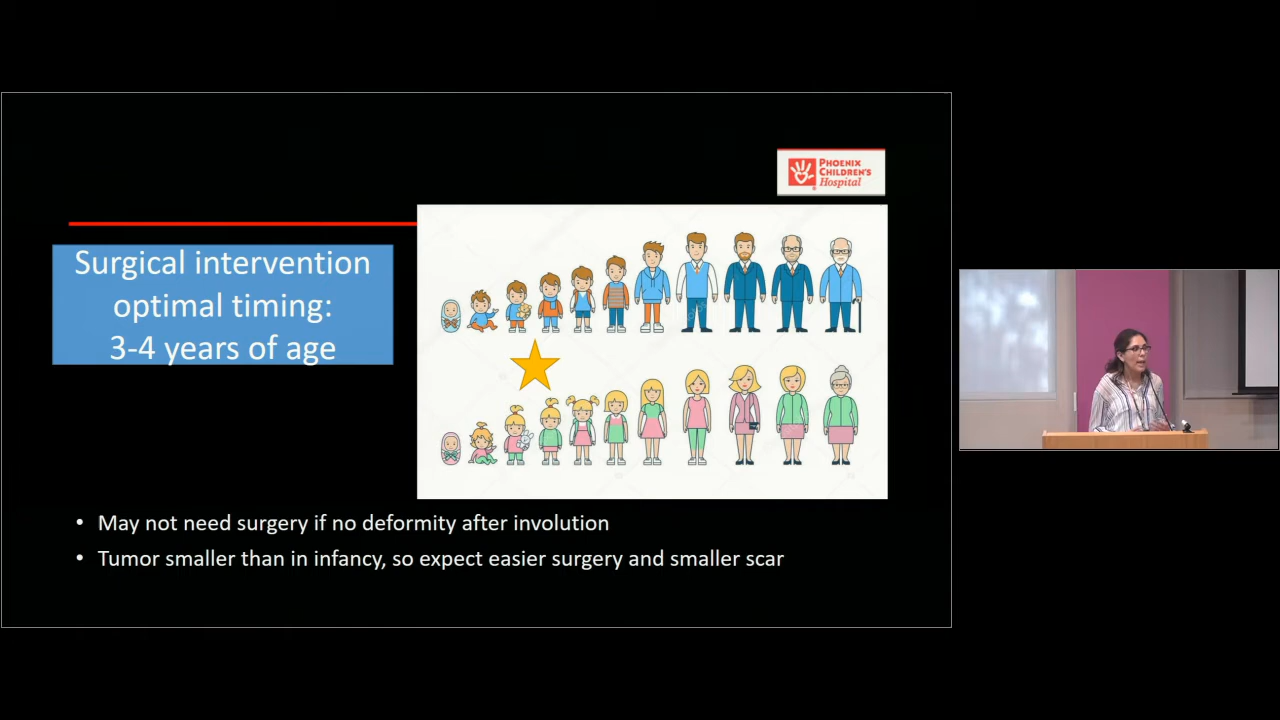 PHOENIX
CHILDREN'S
Hospital
Surgical intervention
optimal timing:
3-4 years of age
• May not need surgery if no deformity after involution
• Tumor smaller than in infancy, so expect easier surgery and smaller scar